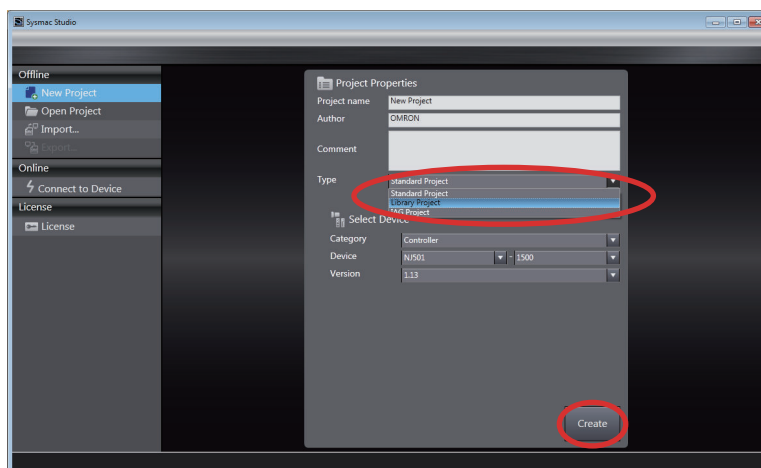 Sysmac Studio
Offline
New Project
Open Project
Import...
Export...
Online
Connect to Device
License
License
Project Properties
Project name New Project
Author OMRON
Comment
Type Standard Project
Standard Project
Library Project
IAG Project
Select Device
Category Controller
Device NJ501 - 1500
Version 1.13
Create